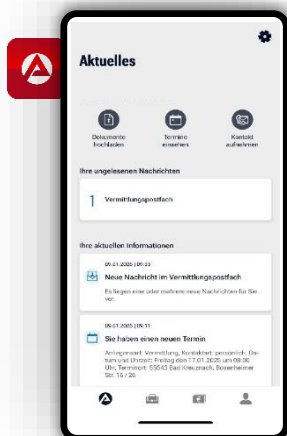 Aktuelles
Dokumente hochladen
Termine einsehen
Kontakt aufnehmen
Ihre ungelesenen Nachrichten
1 Vermittlungspostfach
Ihre aktuellen Informationen
09.01.2025 | 09:53
Neue Nachricht im Vermittlungspostfach
Es liegen eine oder mehrere neue Nachrichten für Sie
vor.
09.01.2025 | 09:11
Sie haben einen neuen Termin
Anliegenart: Vermittlung, Kontaktart: persönlich, Da-
tum und Uhrzeit: Freitag den 17.01.2025 um 08:00
Uhr, Terminort: 55543 Bad Kreuznach, Bosenheimer
Str. 16 / 26